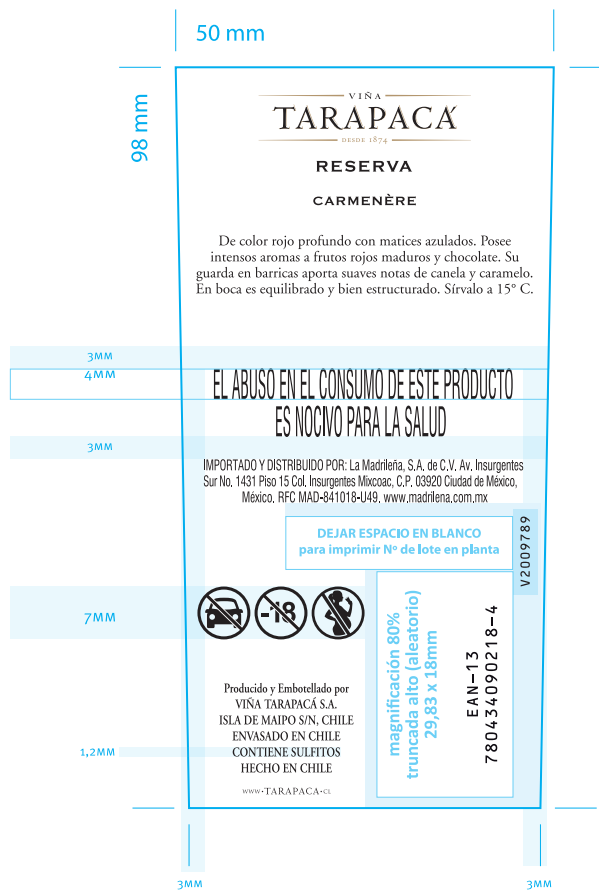 50 mm
98 mm
VIÑA
TARAPACÁ
DESDE 1874
RESERVA
CARMENÈRE
De color rojo profundo con matices azulados. Posee
intensos aromas a frutos rojos maduros y chocolate. Su
guarda en barricas aporta suaves notas de canela y caramelo.
En boca es equilibrado y bien estructurado. Sírvalo a 15° C.
3MM
4MM
EL ABUSO EN EL CONSUMO DE ESTE PRODUCTO
ES NOCIVO PARA LA SALUD
3MM
IMPORTADO Y DISTRIBUIDO POR: La Madrileña, S.A. de C.V. Av. Insurgentes
Sur No. 1431 Piso 15 Col. Insurgentes Mixcoac, C.P. 03920 Ciudad de México,
México. RFC MAD-841018-U49. www.madrilena.com.mx
DEJAR ESPACIO EN BLANCO
para imprimir Nº de lote en planta
V2009789
7MM
-18
magnificación 80%
truncada alto (aleatorio)
29,83 x 18mm
EAN-13
780434090218-4
Producido y Embotellado por
VIÑA TARAPACÁ S.A.
ISLA DE MAIPO S/N, CHILE
ENVASADO EN CHILE
CONTIENE SULFITOS
HECHO EN CHILE
1,2MM
WWW•TARAPACA•CL
3MM
3MM